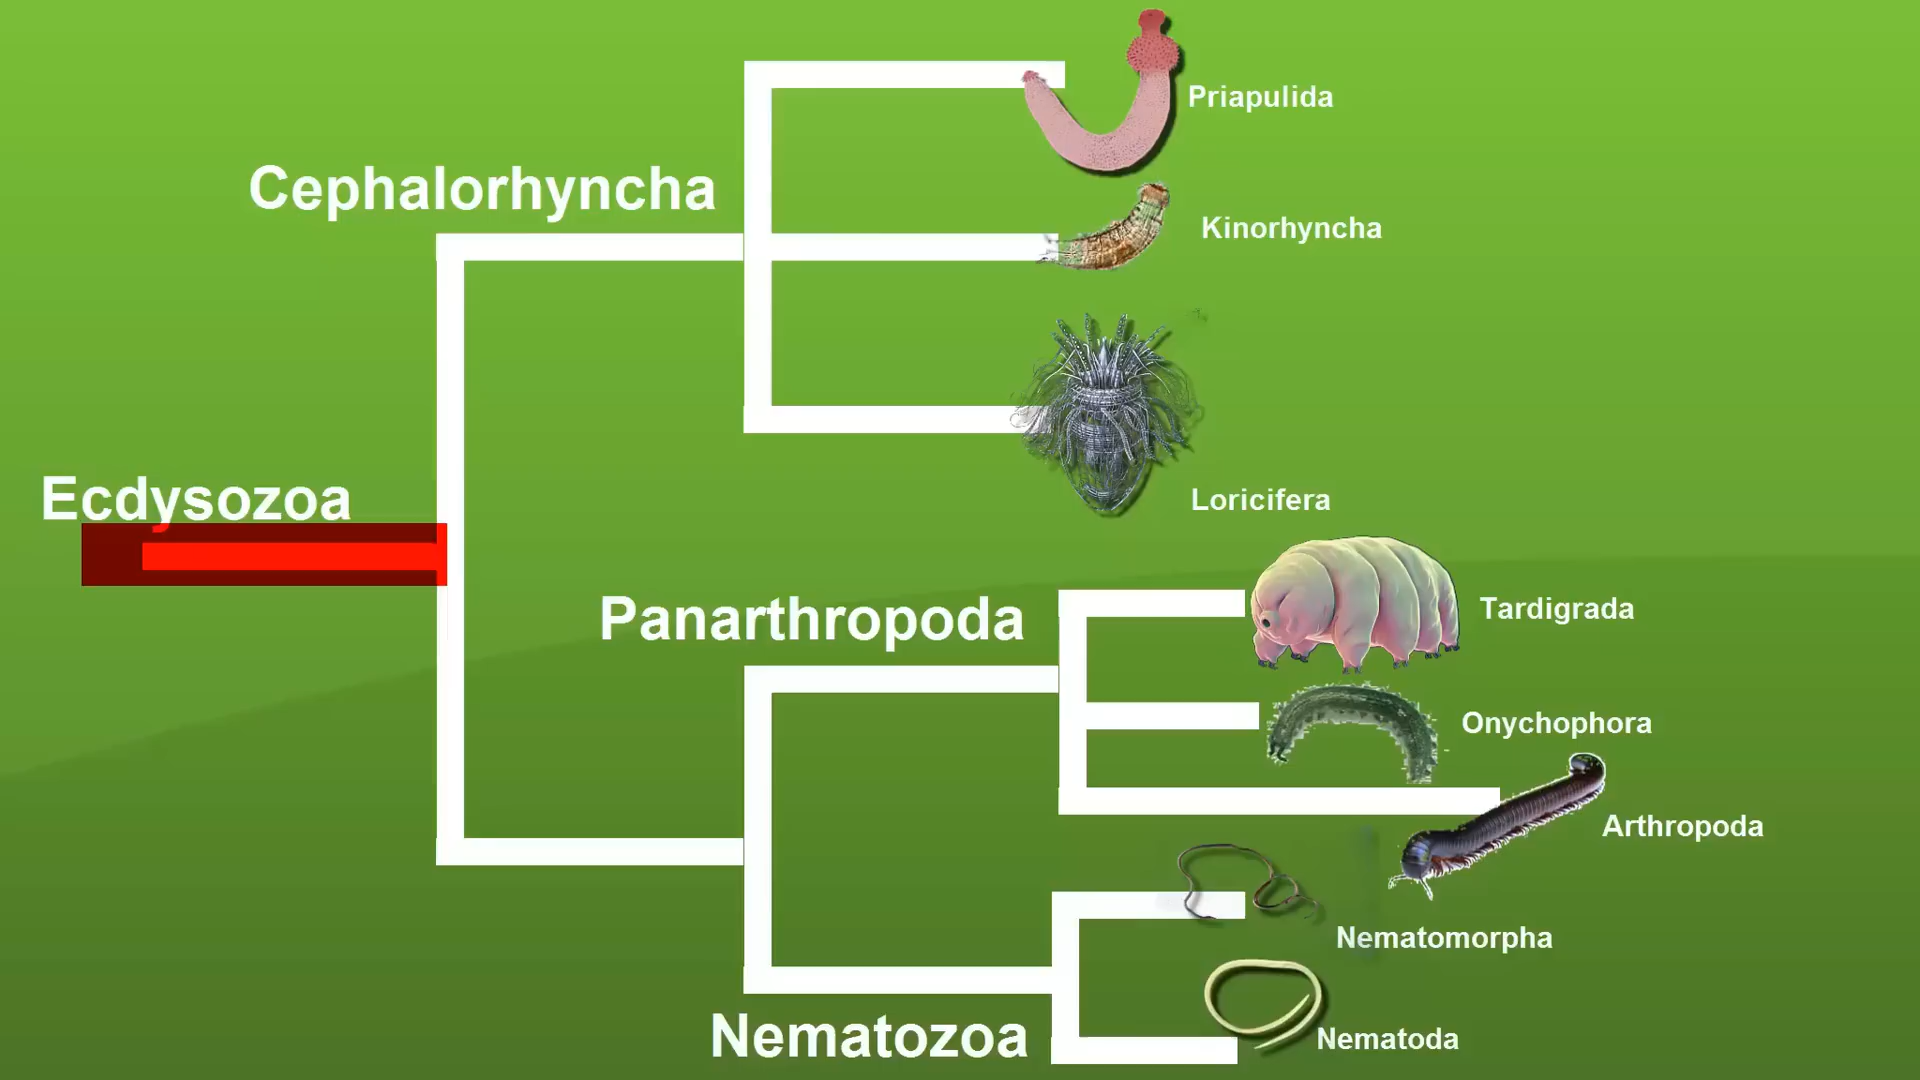 Priapulida
Cephalorhyncha
Kinorhyncha
Ecdysozoa
Loricifera
Panarthropoda
Tardigrada
Onychophora
Arthropoda
Nematomorpha
Nematozoa
Nematoda